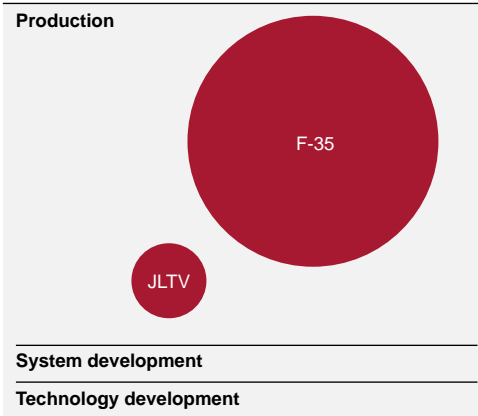 Production
F-35
JLTV
System development
Technology development